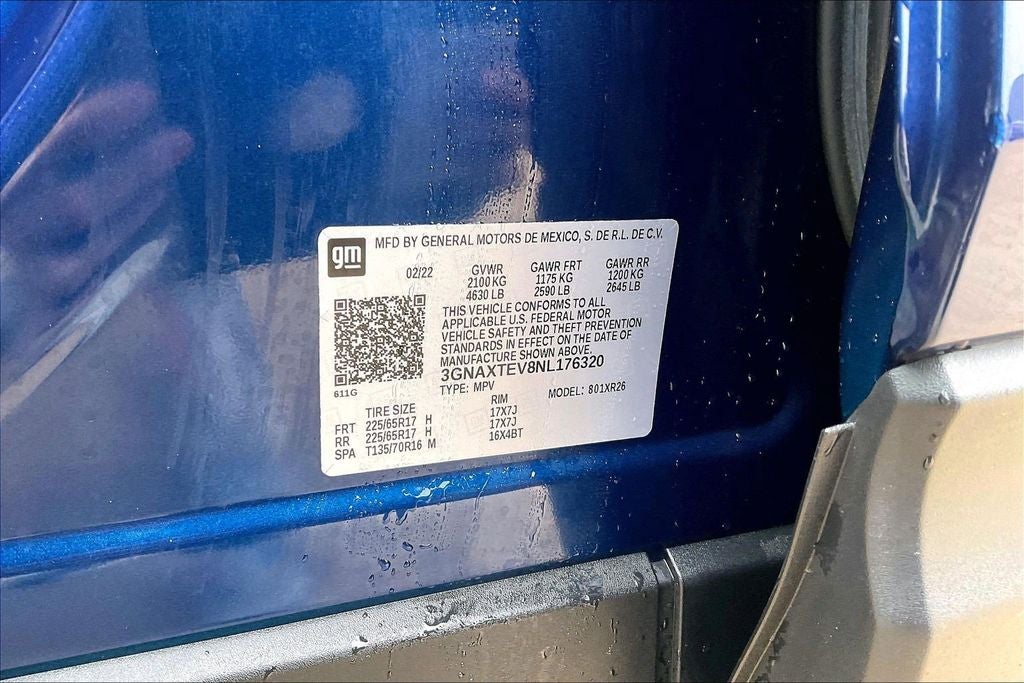 gm
MFD BY GENERAL MOTORS DE MEXICO, S. DE R.L. DE C.V.
02/22 GVWR GAWR FRT GAWR RR
2100 KG 1175 KG 1200 KG
4630 LB 2590 LB 2645 LB
THIS VEHICLE CONFORMS TO ALL
APPLICABLE U.S. FEDERAL MOTOR
VEHICLE SAFETY AND THEFT PREVENTION
STANDARDS IN EFFECT ON THE DATE OF
MANUFACTURE SHOWN ABOVE.
3GNAXTEV8NL176320
611G TYPE: MPV MODEL: 801XR26
TIRE SIZE RIM
FRT 225/65R17 H 17X7J
RR 225/65R17 H 17X7J
SPA T135/70R16 M 16X4BT